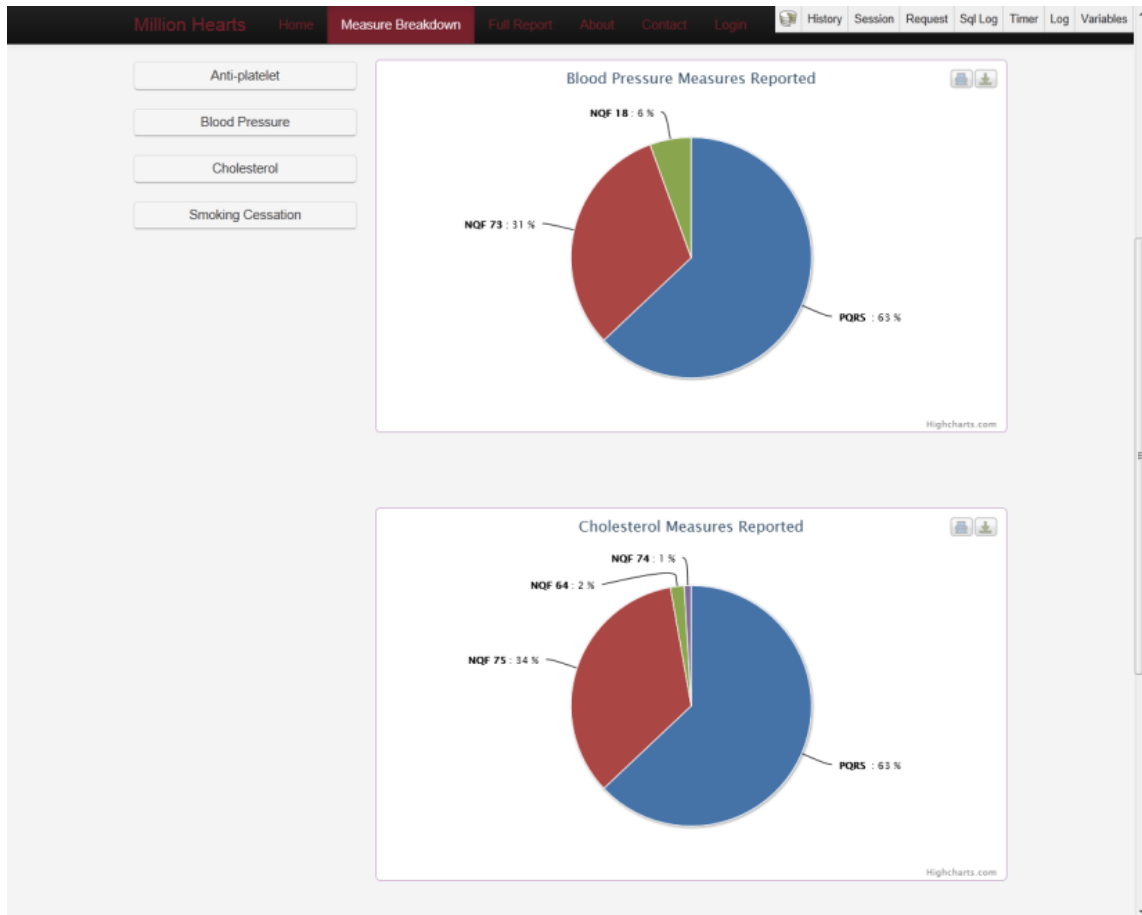 Million Hearts Home Measure Breakdown Full Report About Contact Login History Session Request Sql Log Timer Log Variables
Anti-platelet
Blood Pressure
Cholesterol
Smoking Cessation
Blood Pressure Measures Reported
NQF 18 : 6 %
NQF 73 : 31 %
PQRS : 63 %
Highcharts.com
Cholesterol Measures Reported
NQF 74 : 1 %
NQF 64 : 2 %
NQF 75 : 34 %
PQRS : 63 %
Highcharts.com